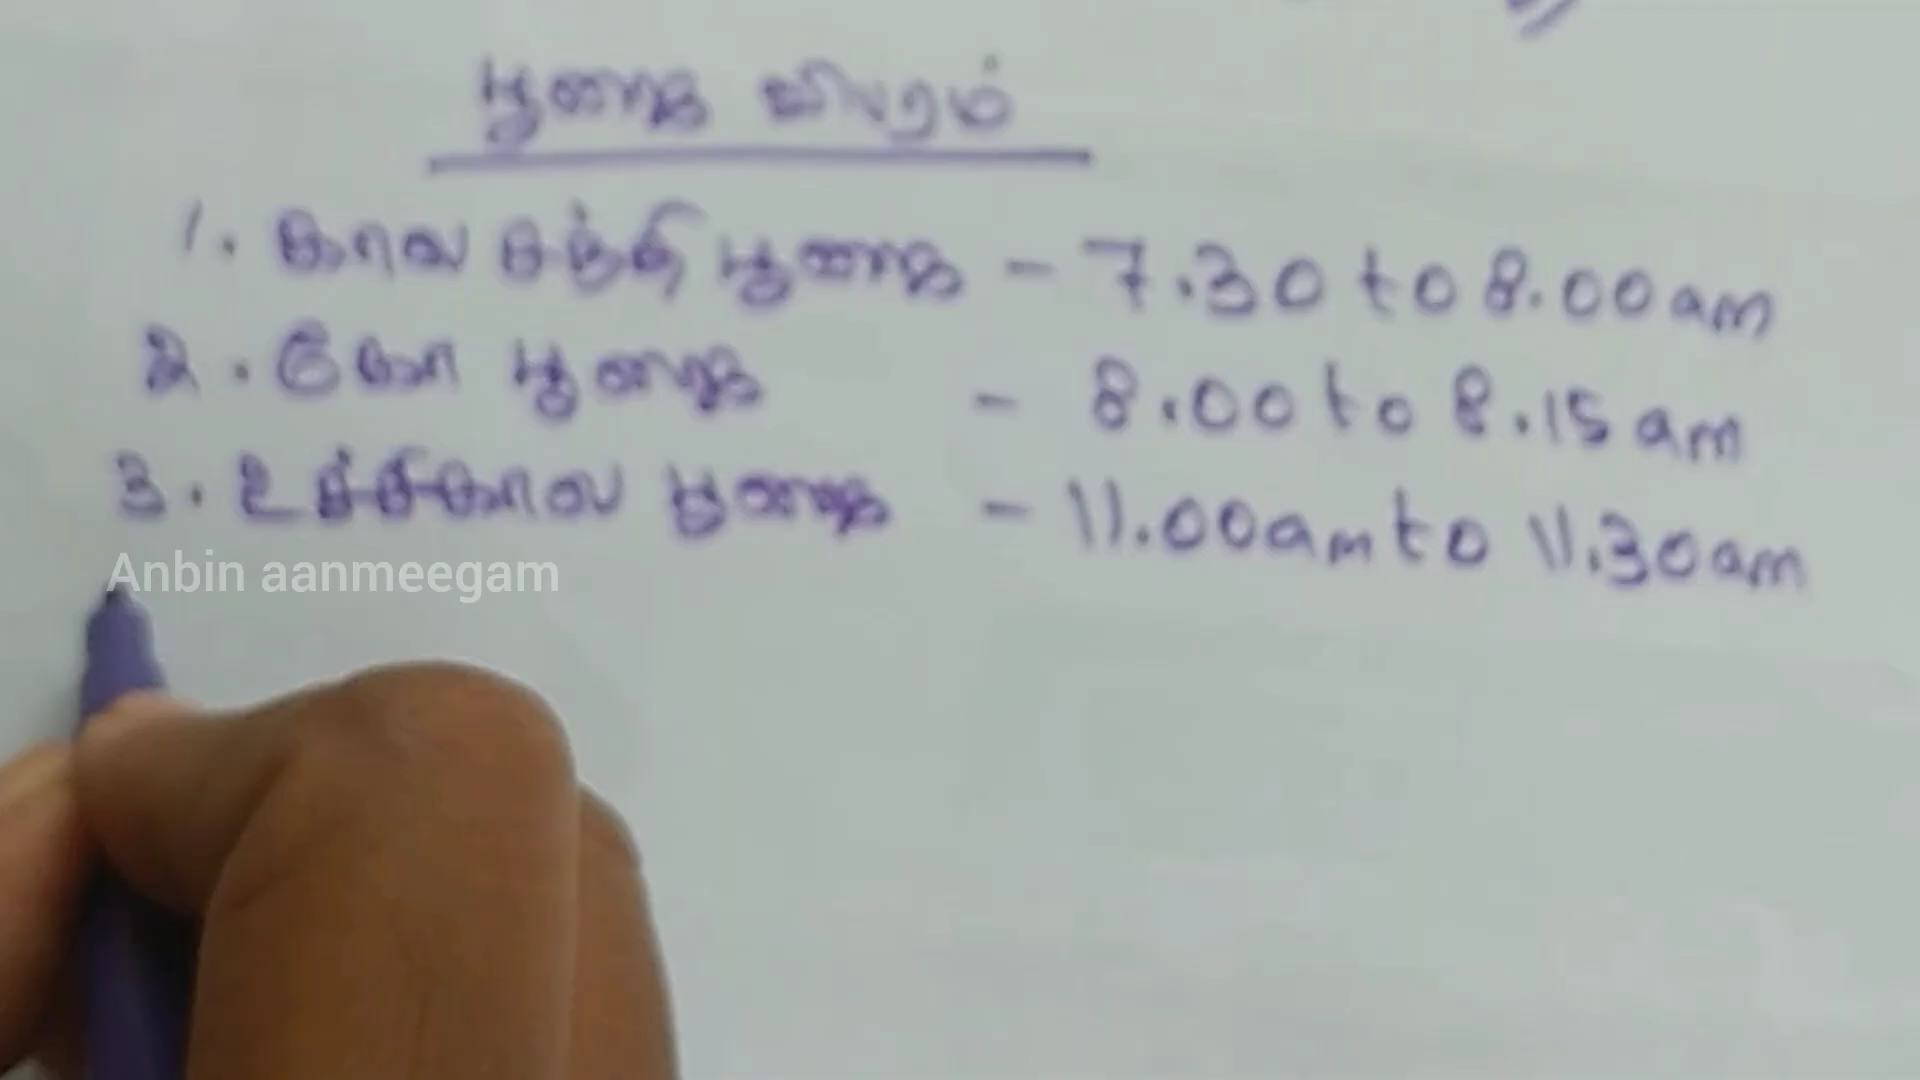 பூஜை விபரம்
1. கால சந்தி பூஜை - 7.30 to 8.00 am
2. கோ பூஜை - 8.00 to 8.15 am
3. உச்சிகால பூஜை - 11.00 am to 11.30 am
Anbin aanmeegam